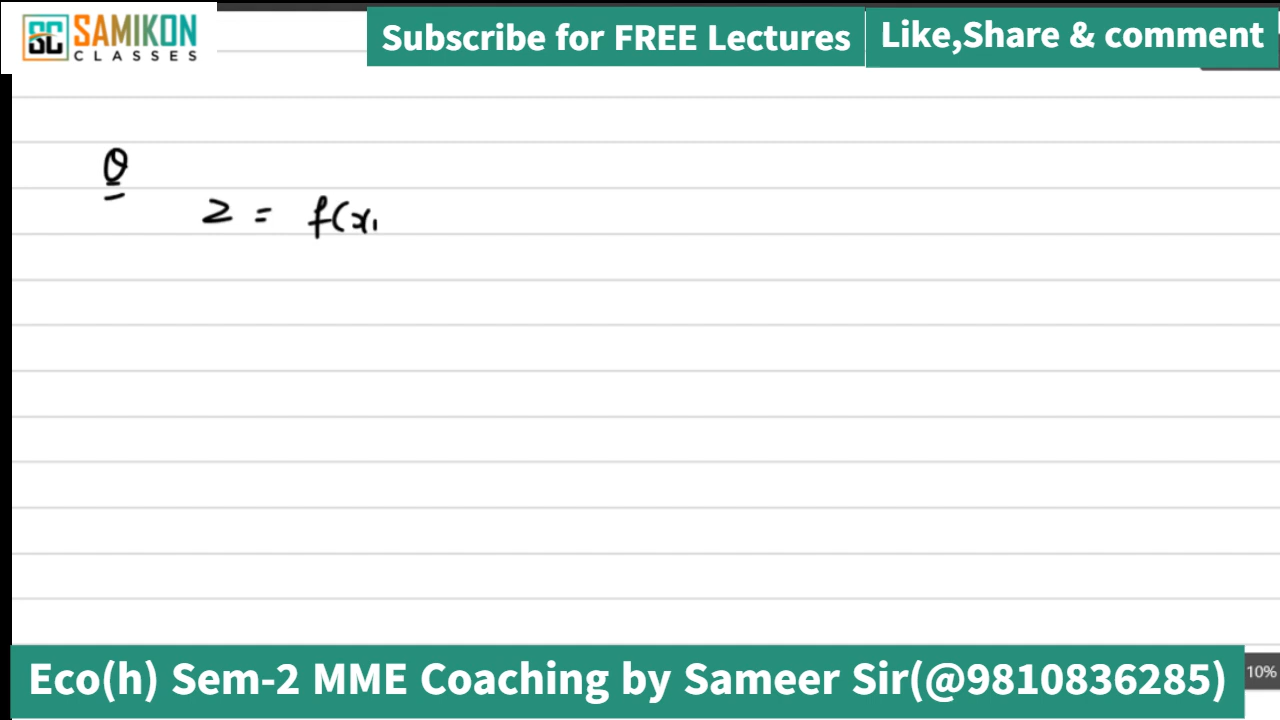 SC SAMIKON
CLASSES
Subscribe for FREE Lectures
Like,Share & comment
Q
z = f(x,
Eco(h) Sem-2 MME Coaching by Sameer Sir(@9810836285)
10%